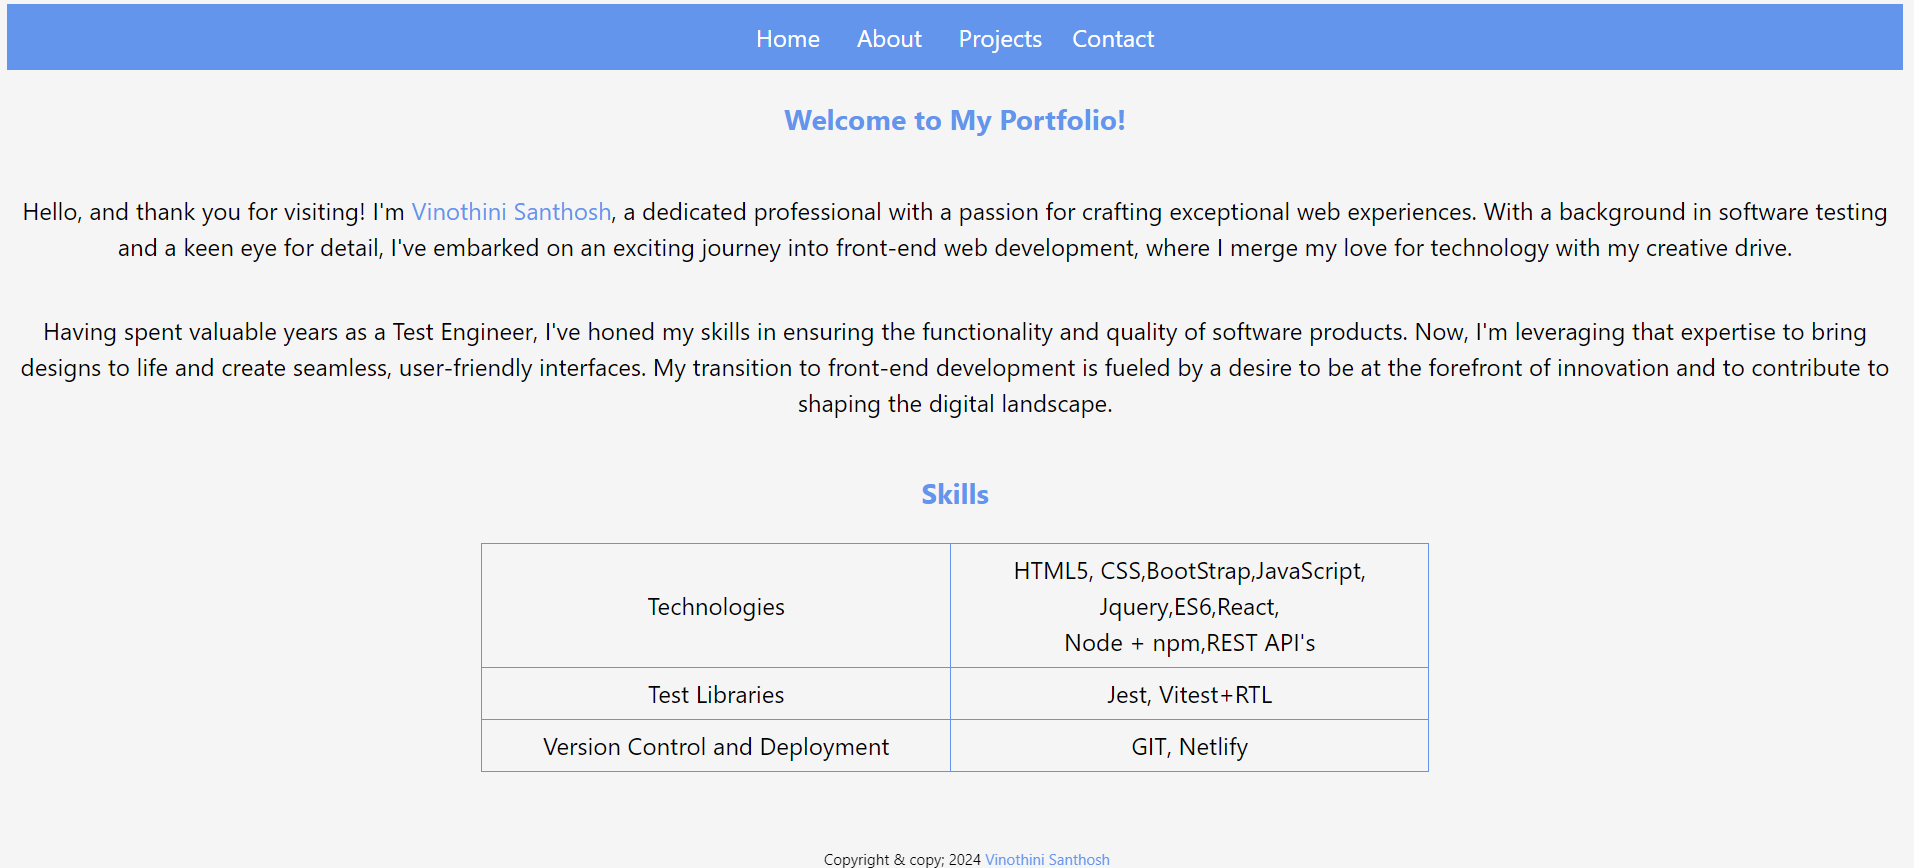 Home About Projects Contact
Welcome to My Portfolio!
Hello, and thank you for visiting! I'm Vinothini Santhosh, a dedicated professional with a passion for crafting exceptional web experiences. With a background in software testing
and a keen eye for detail, I've embarked on an exciting journey into front-end web development, where I merge my love for technology with my creative drive.
Having spent valuable years as a Test Engineer, I've honed my skills in ensuring the functionality and quality of software products. Now, I'm leveraging that expertise to bring
designs to life and create seamless, user-friendly interfaces. My transition to front-end development is fueled by a desire to be at the forefront of innovation and to contribute to
shaping the digital landscape.
Skills
Technologies
HTML5, CSS,BootStrap,JavaScript,
Jquery,ES6,React,
Node + npm,REST API's
Test Libraries
Jest, Vitest+RTL
Version Control and Deployment
GIT, Netlify
Copyright & copy; 2024 Vinothini Santhosh